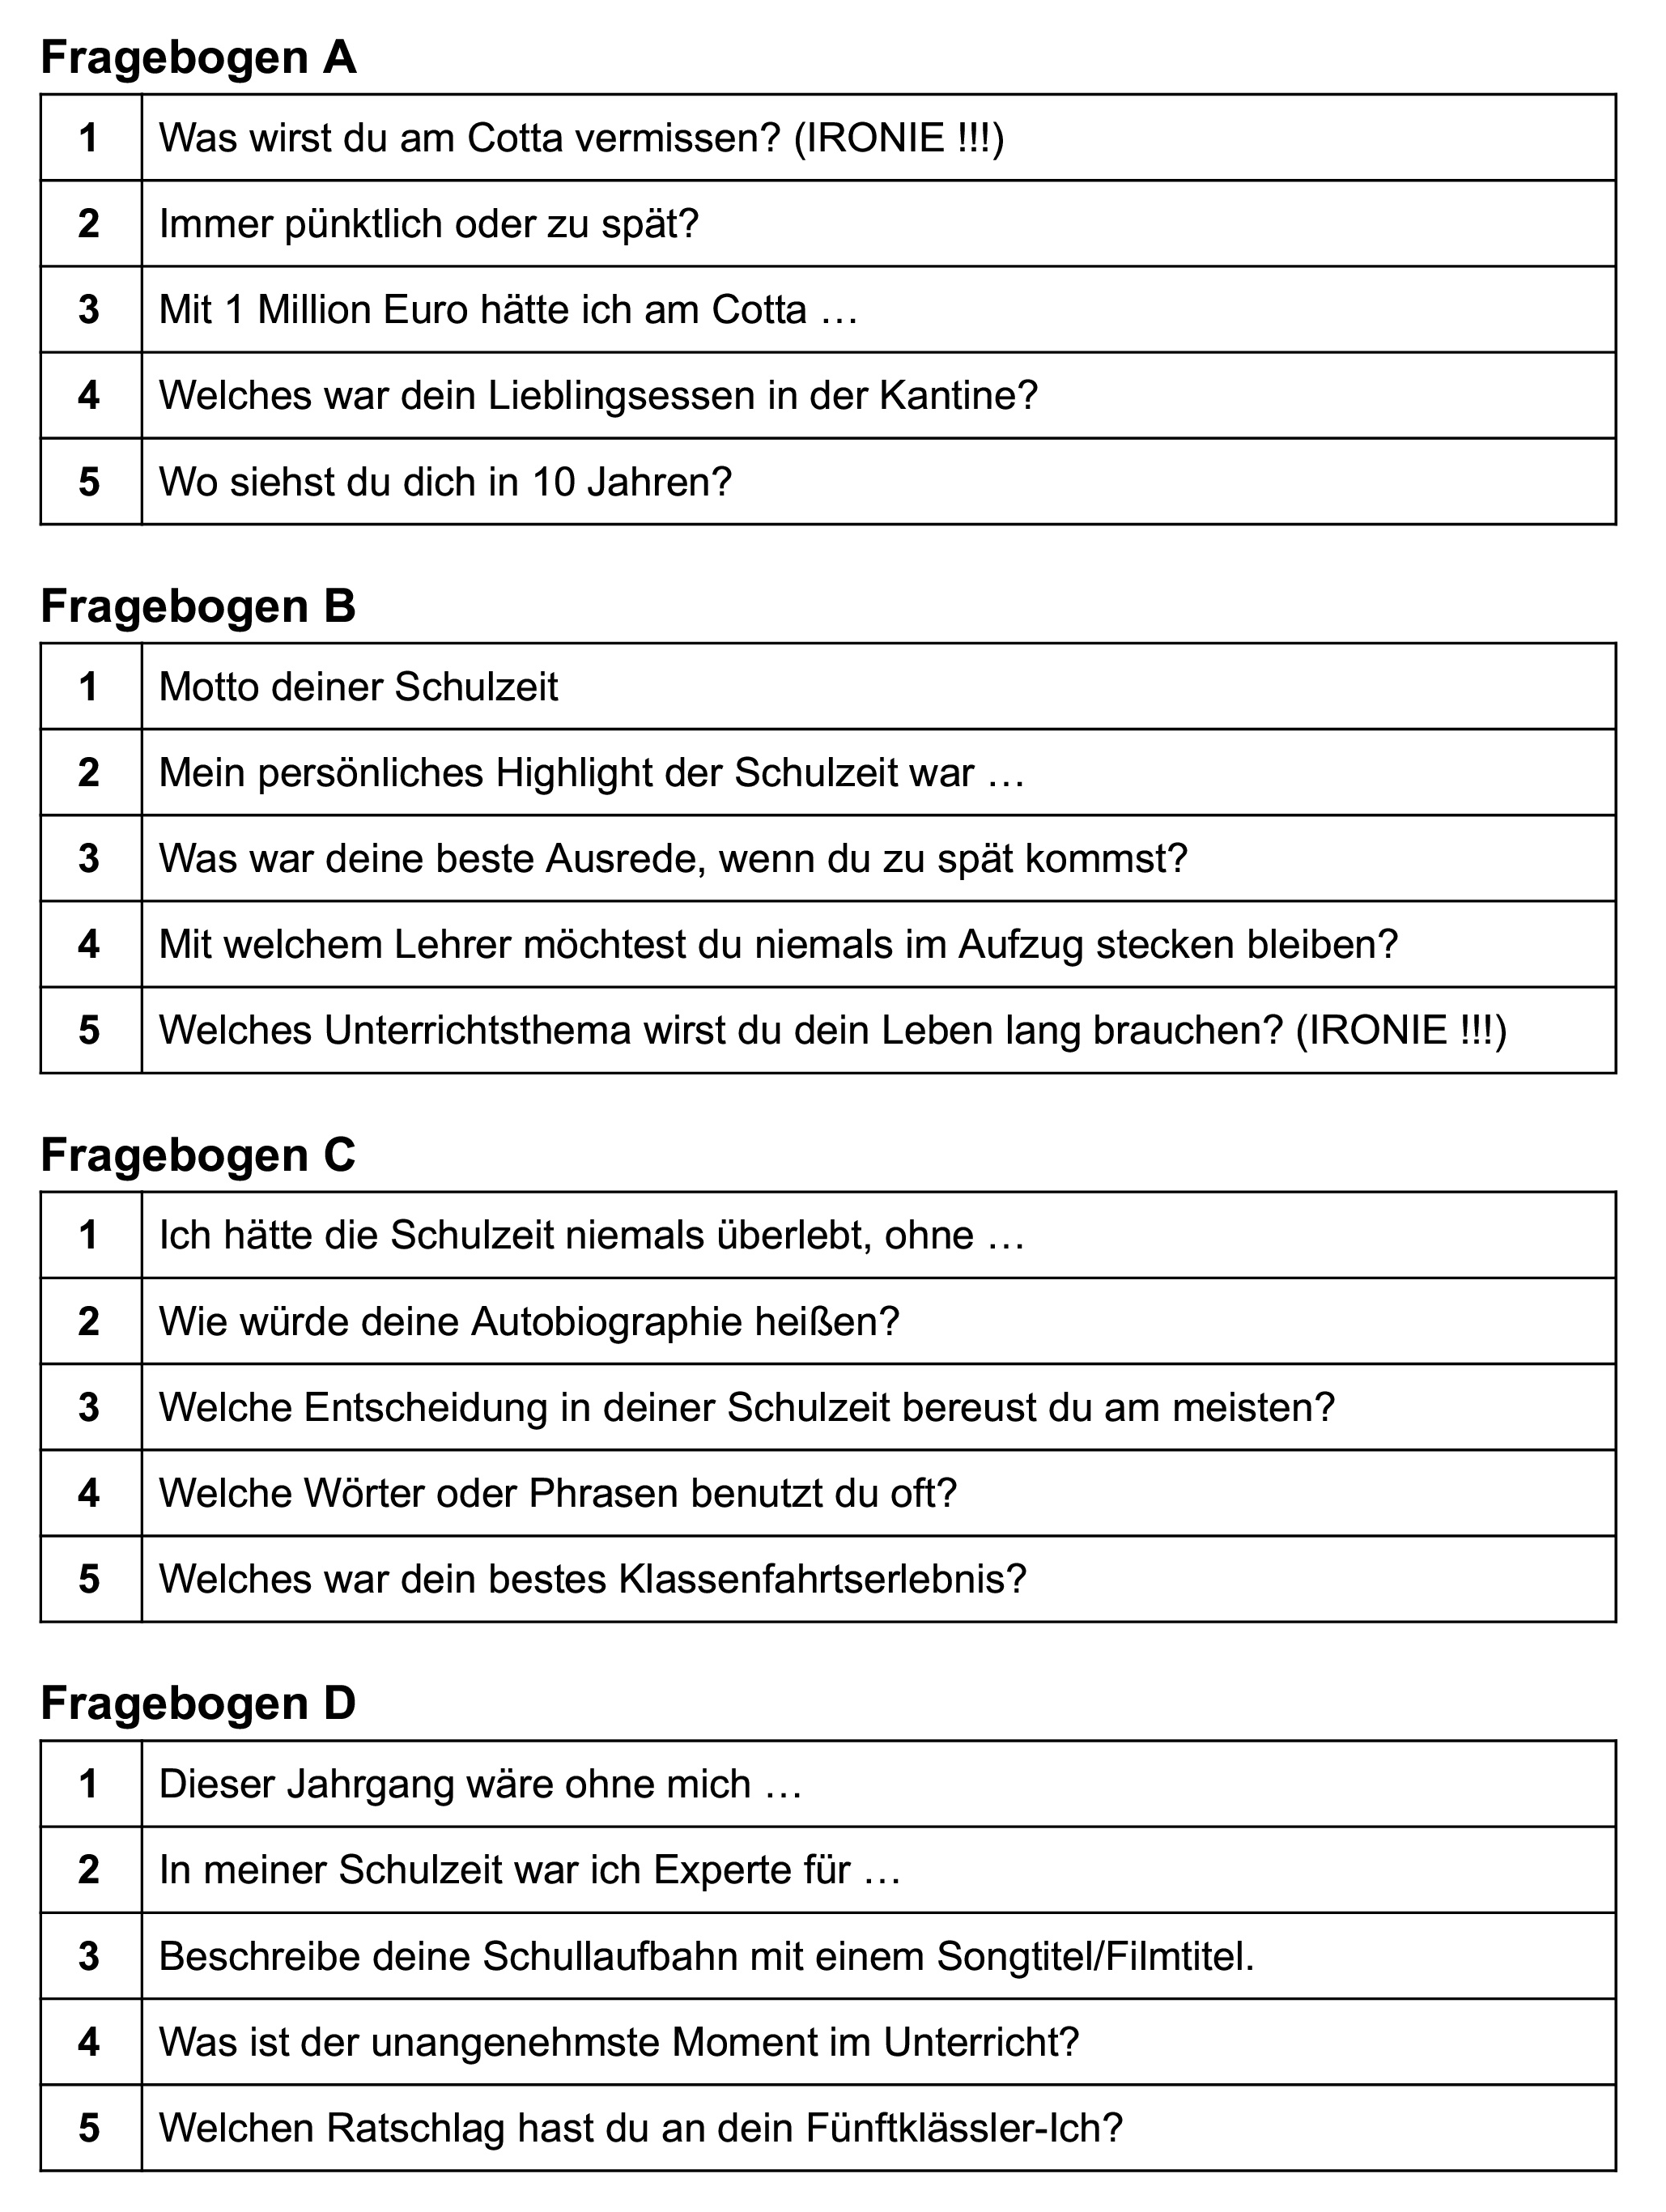 Fragebogen A
1 Was wirst du am Cotta vermissen? (IRONIE !!!)
2 Immer pünktlich oder zu spät?
3 Mit 1 Million Euro hätte ich am Cotta …
4 Welches war dein Lieblingsessen in der Kantine?
5 Wo siehst du dich in 10 Jahren?
Fragebogen B
1 Motto deiner Schulzeit
2 Mein persönliches Highlight der Schulzeit war …
3 Was war deine beste Ausrede, wenn du zu spät kommst?
4 Mit welchem Lehrer möchtest du niemals im Aufzug stecken bleiben?
5 Welches Unterrichtsthema wirst du dein Leben lang brauchen? (IRONIE !!!)
Fragebogen C
1 Ich hätte die Schulzeit niemals überlebt, ohne …
2 Wie würde deine Autobiographie heißen?
3 Welche Entscheidung in deiner Schulzeit bereust du am meisten?
4 Welche Wörter oder Phrasen benutzt du oft?
5 Welches war dein bestes Klassenfahrtserlebnis?
Fragebogen D
1 Dieser Jahrgang wäre ohne mich …
2 In meiner Schulzeit war ich Experte für …
3 Beschreibe deine Schullaufbahn mit einem Songtitel/Filmtitel.
4 Was ist der unangenehmste Moment im Unterricht?
5 Welchen Ratschlag hast du an dein Fünftklässler-Ich?